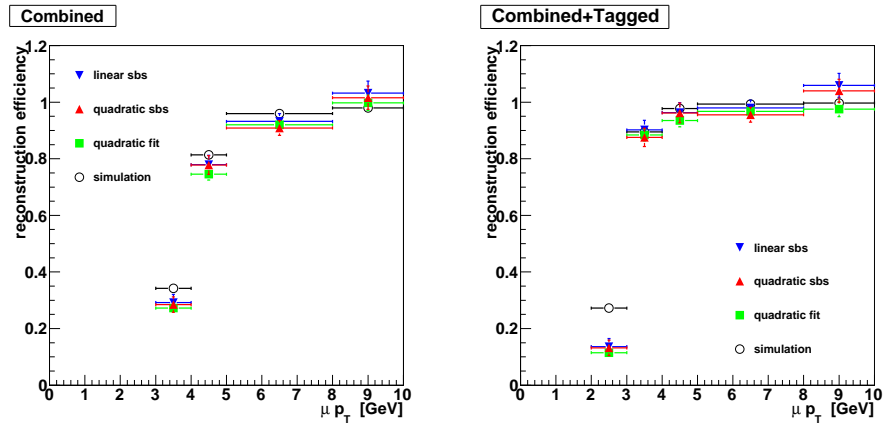 Combined
reconstruction efficiency
1.2
1
0.8
0.6
0.4
0.2
0
linear sbs
quadratic sbs
quadratic fit
simulation
0 1 2 3 4 5 6 7 8 9 10
μ p_T [GeV]
Combined+Tagged
reconstruction efficiency
1.2
1
0.8
0.6
0.4
0.2
0
linear sbs
quadratic sbs
quadratic fit
simulation
0 1 2 3 4 5 6 7 8 9 10
μ p_T [GeV]